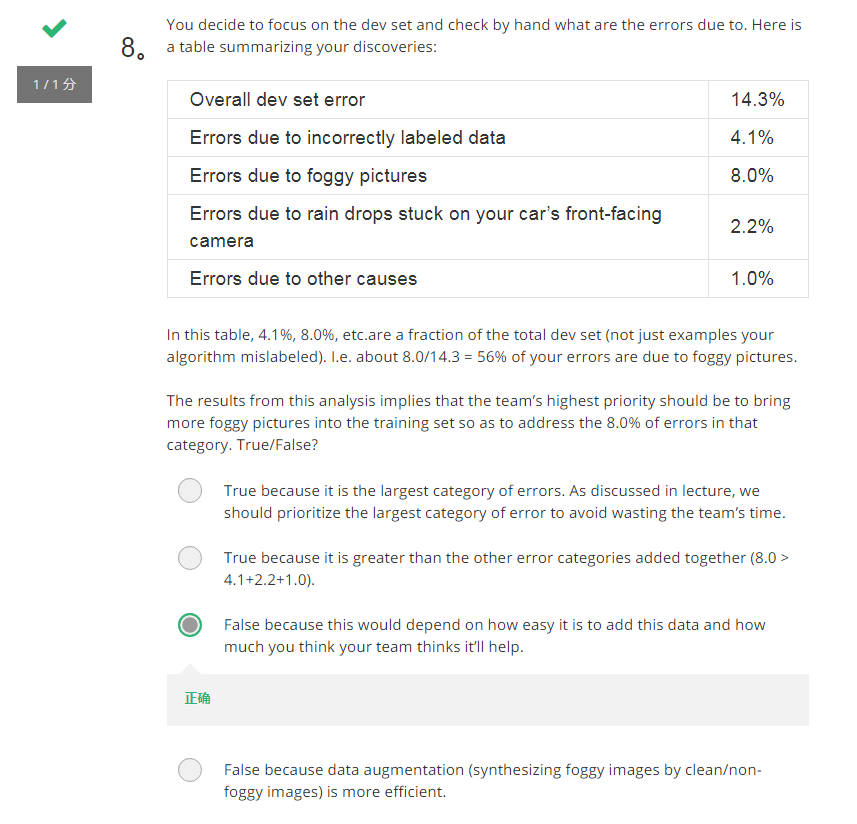 You decide to focus on the dev set and check by hand what are the errors due to. Here is
8。
a table summarizing your discoveries:
1 / 1 分
Overall dev set error 14.3%
Errors due to incorrectly labeled data 4.1%
Errors due to foggy pictures 8.0%
Errors due to rain drops stuck on your car's front-facing
camera 2.2%
Errors due to other causes 1.0%
In this table, 4.1%, 8.0%, etc.are a fraction of the total dev set (not just examples your
algorithm mislabeled). I.e. about 8.0/14.3 = 56% of your errors are due to foggy pictures.
The results from this analysis implies that the team's highest priority should be to bring
more foggy pictures into the training set so as to address the 8.0% of errors in that
category. True/False?
True because it is the largest category of errors. As discussed in lecture, we
should prioritize the largest category of error to avoid wasting the team's time.
True because it is greater than the other error categories added together (8.0 >
4.1+2.2+1.0).
False because this would depend on how easy it is to add this data and how
much you think your team thinks it'll help.
正确
False because data augmentation (synthesizing foggy images by clean/non-
foggy images) is more efficient.